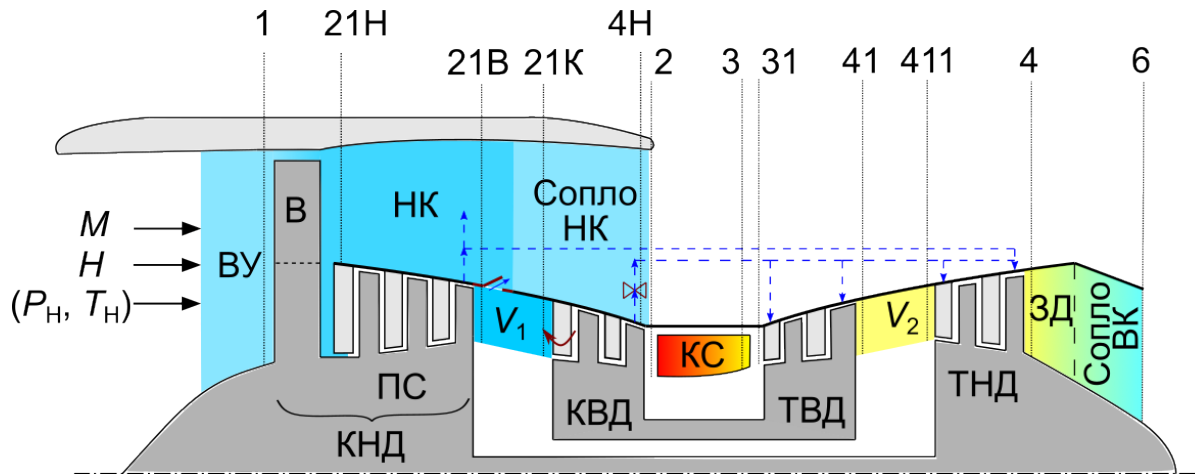 1
21Н
4Н
21В
21К
2
3
31
41
411
4
6
M
H
(PН, TН)
ВУ
В
НК
Сопло
НК
V1
V2
КС
ПС
КНД
КВД
ТВД
ТНД
ЗД
Сопло
ВК